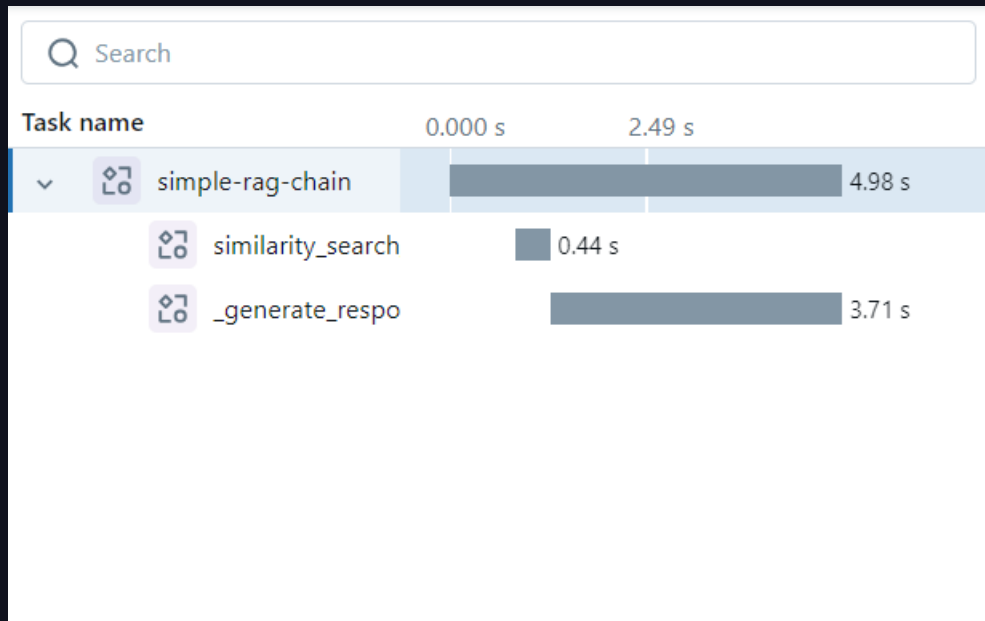 Search
Task name 0.000 s 2.49 s
simple-rag-chain 4.98 s
similarity_search 0.44 s
_generate_respo 3.71 s